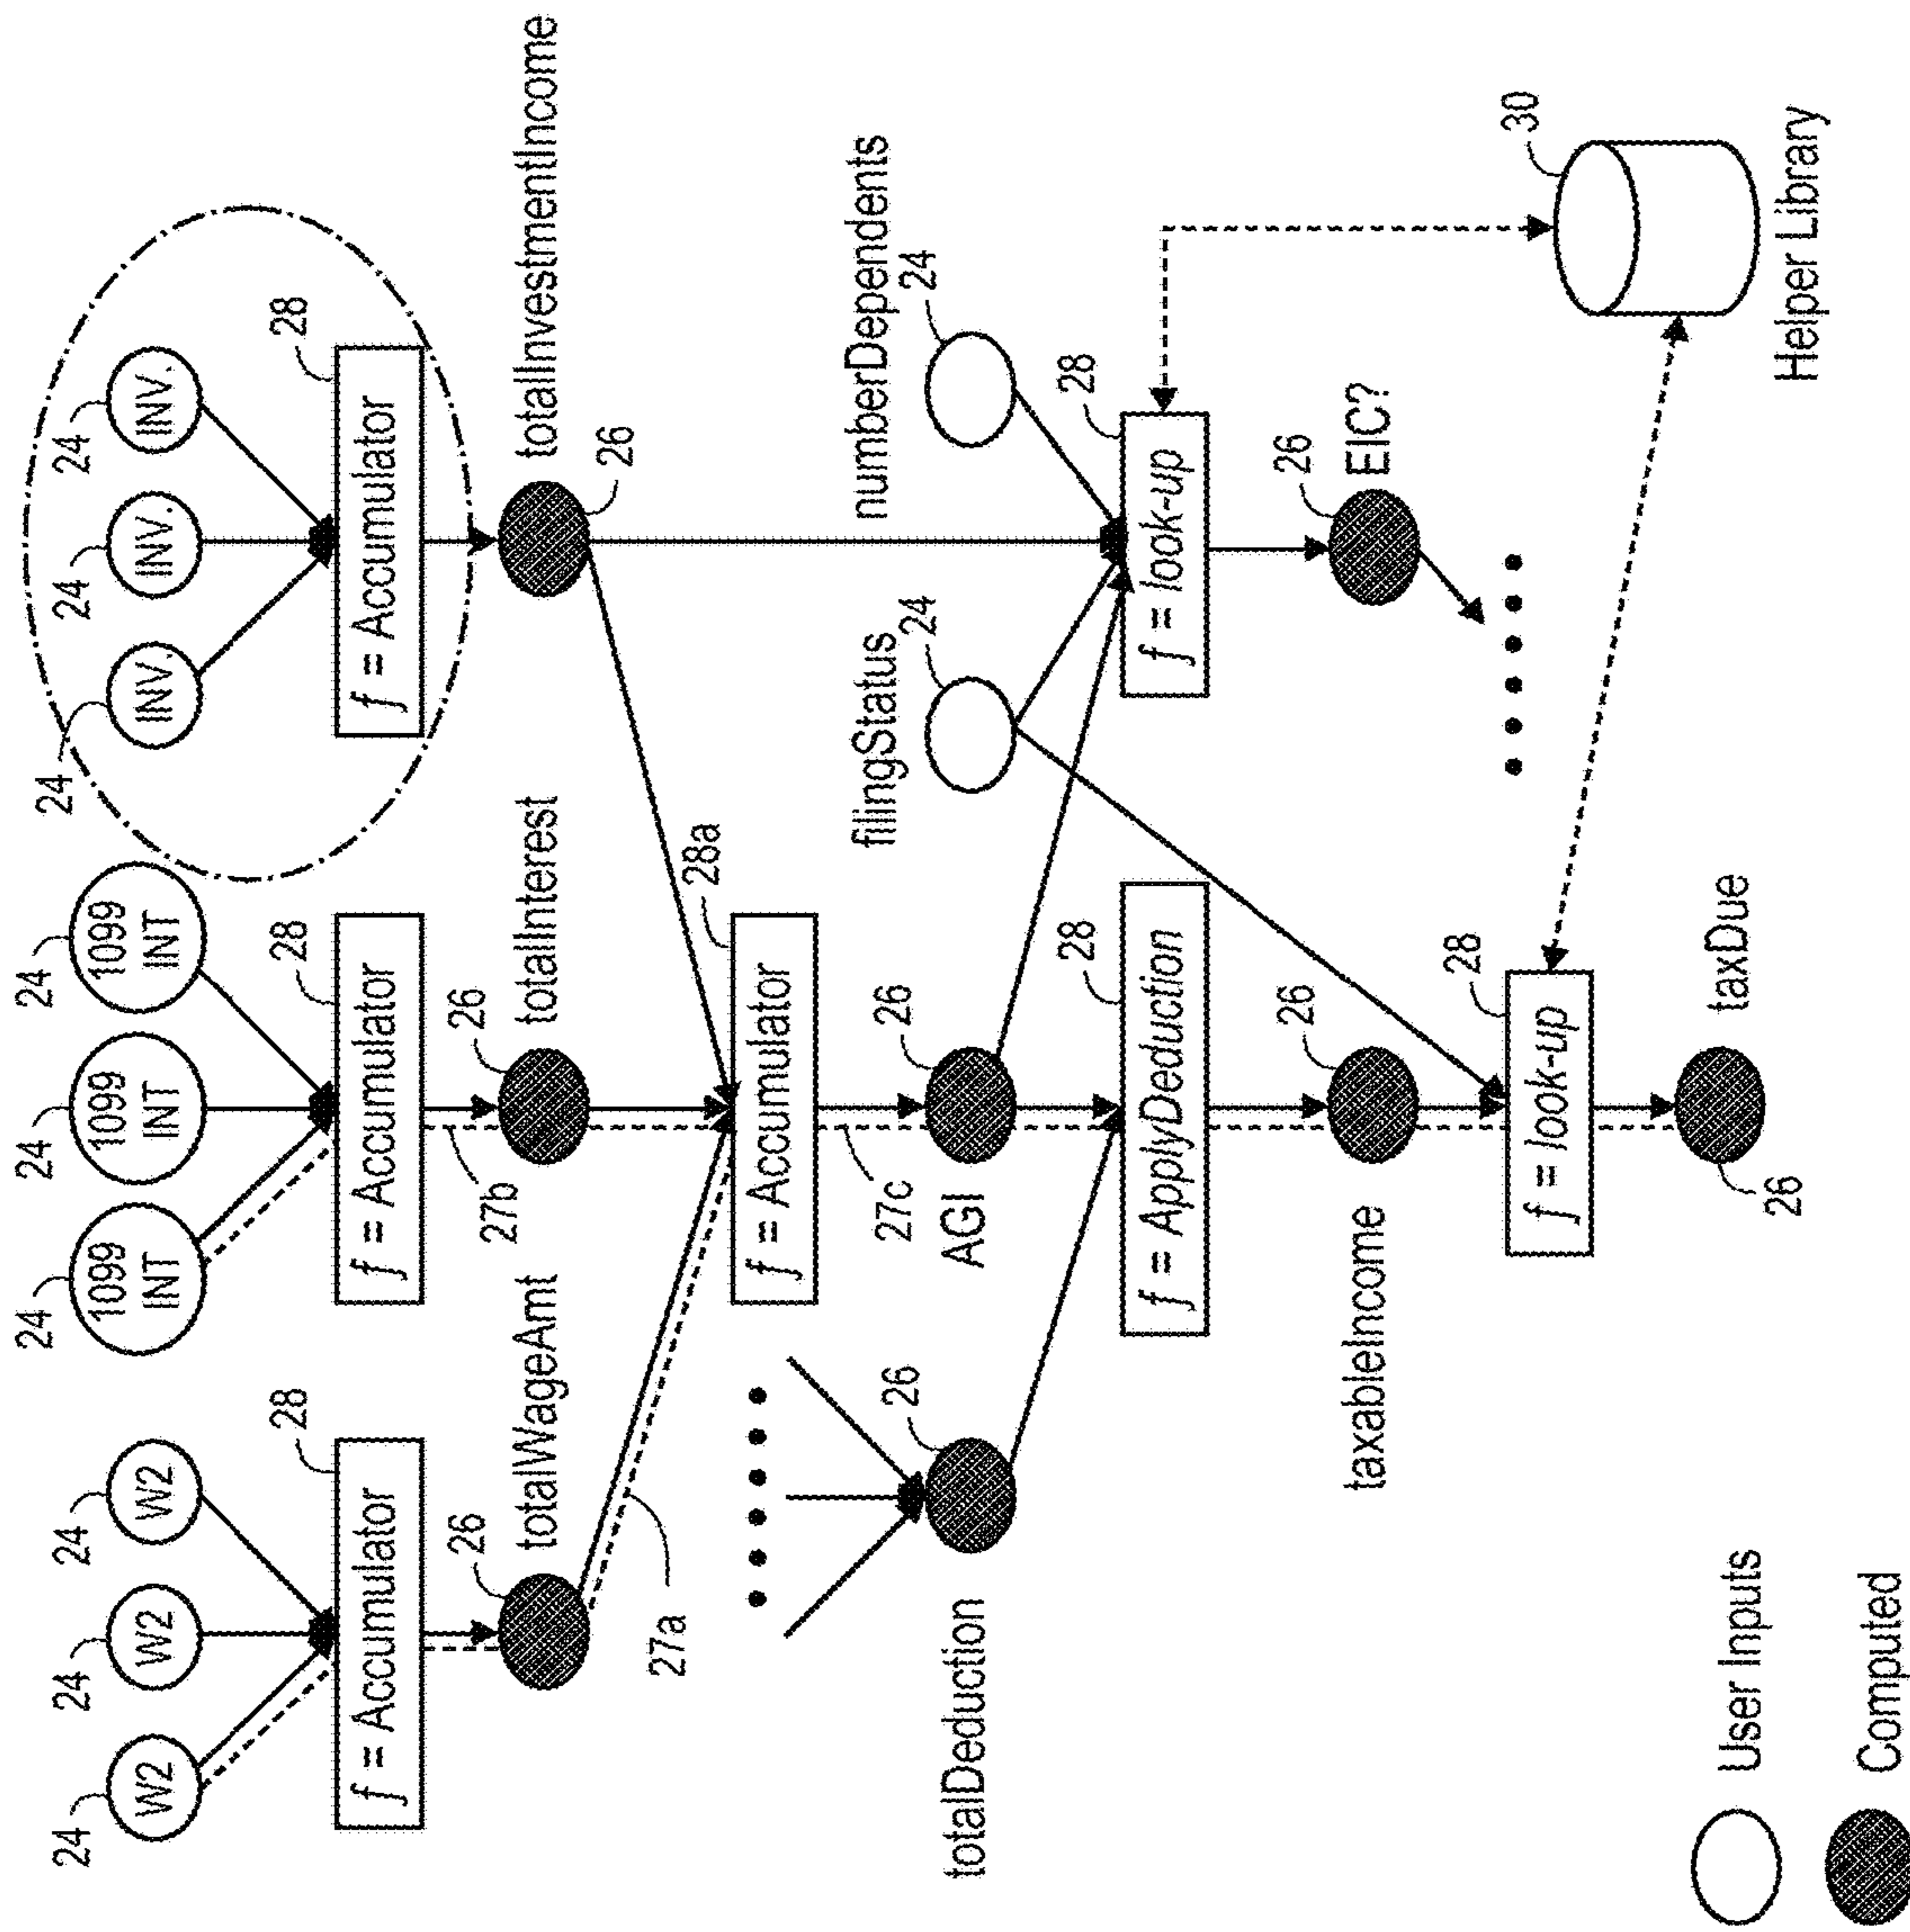 24 24 24
24 24 24
24 24 24
W2 W2 W2
1099 INT
1099 INT
1099 INT
INV. INV. INV.
28
28
28
f = Accumulator
f = Accumulator
f = Accumulator
26
27b
26
totalWageAmt
totalInterest
totalInvestmentIncome
26
27a
28a
f = Accumulator
27c
26
filingStatus
numberDependents
24
24
26
totalDeduction
AGI
28
28
f = ApplyDeduction
f = look-up
26
26
taxableIncome
EIC?
28
30
f = look-up
26
User Inputs
taxDue
Helper Library
Computed